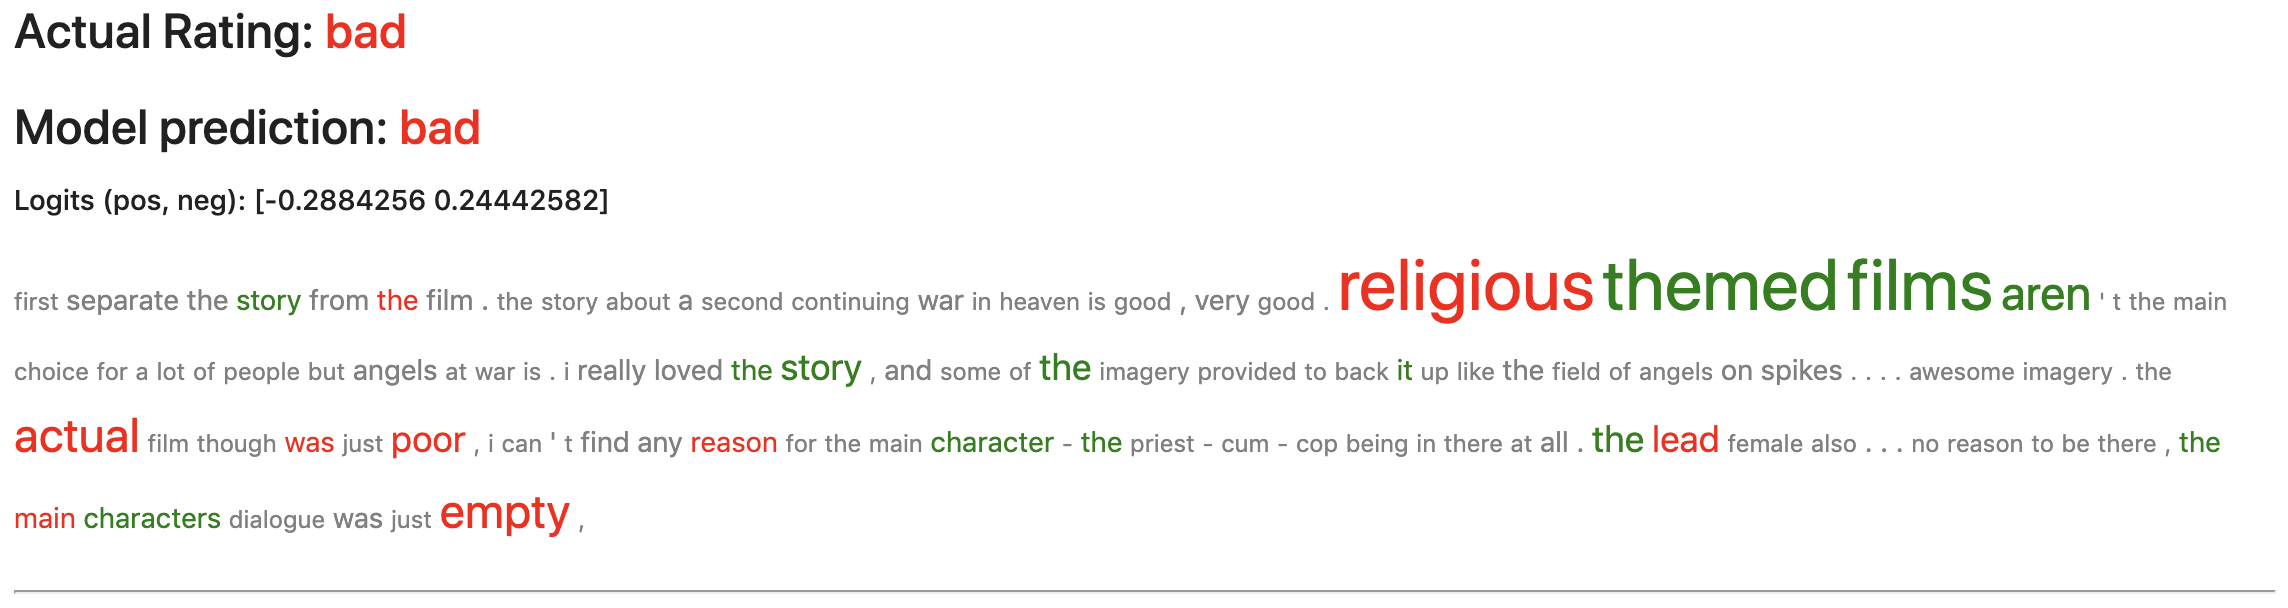 Actual Rating: bad
Model prediction: bad
Logits (pos, neg): [-0.2884256 0.24442582]
first separate the story from the film . the story about a second continuing war in heaven is good , very good . religious themed films aren ' t the main
choice for a lot of people but angels at war is . i really loved the story , and some of the imagery provided to back it up like the field of angels on spikes . . . . awesome imagery . the
actual film though was just poor , i can ' t find any reason for the main character - the priest - cum - cop being in there at all . the lead female also . . . no reason to be there , the
main characters dialogue was just empty ,